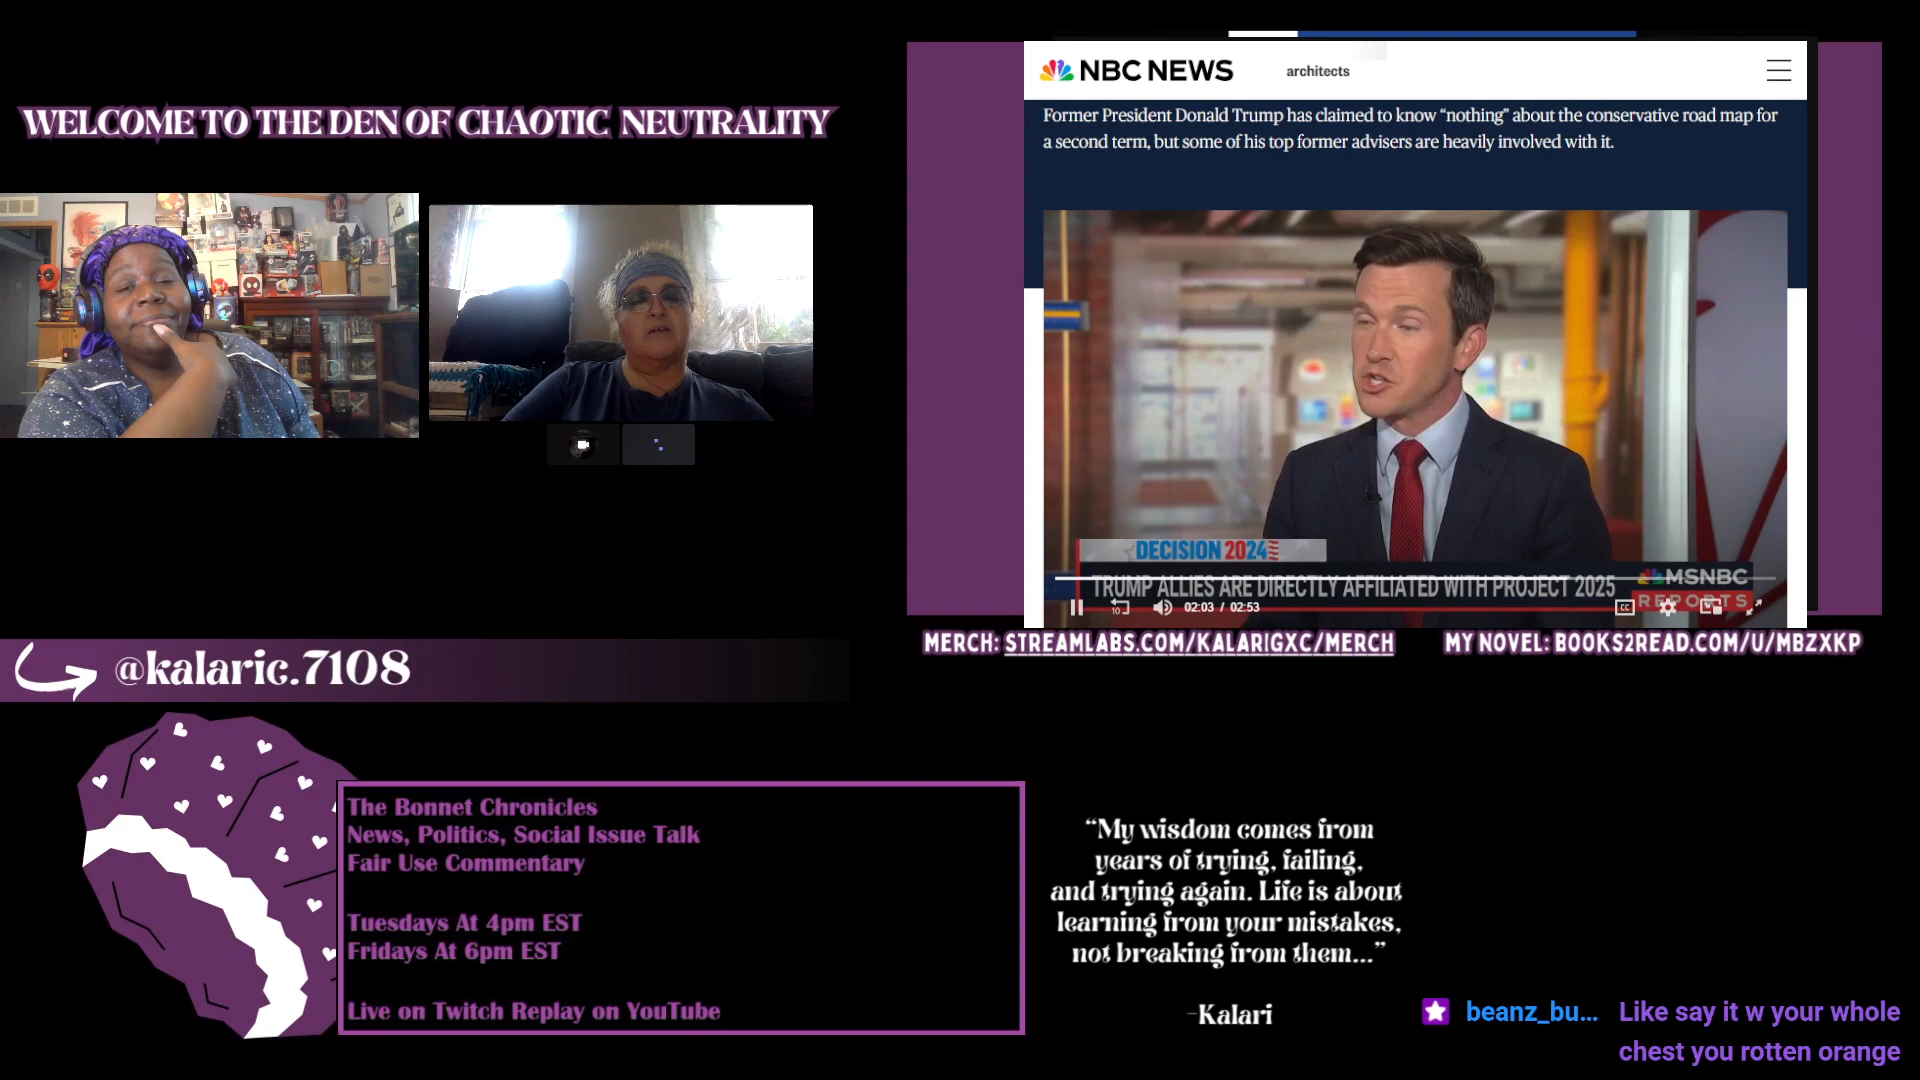 WELCOME TO THE DEN OF CHAOTIC NEUTRALITY
NBC NEWS
architects
Former President Donald Trump has claimed to know “nothing” about the conservative road map for
a second term, but some of his top former advisers are heavily involved with it.
DECISION 2024
TRUMP ALLIES ARE DIRECTLY AFFILIATED WITH PROJECT 2025
MSNBC
REPORTS
10
02:03 / 02:53
CC
MERCH: STREAMLABS.COM/KALARIGXC/MERCH
MY NOVEL: BOOKS2READ.COM/U/MBZXKP
@kalaric.7108
The Bonnet Chronicles
News, Politics, Social Issue Talk
Fair Use Commentary
Tuesdays At 4pm EST
Fridays At 6pm EST
Live on Twitch Replay on YouTube
“My wisdom comes from
years of trying, failing,
and trying again. Life is about
learning from your mistakes,
not breaking from them...”
-Kalari
beanz_bu... Like say it w your whole
chest you rotten orange